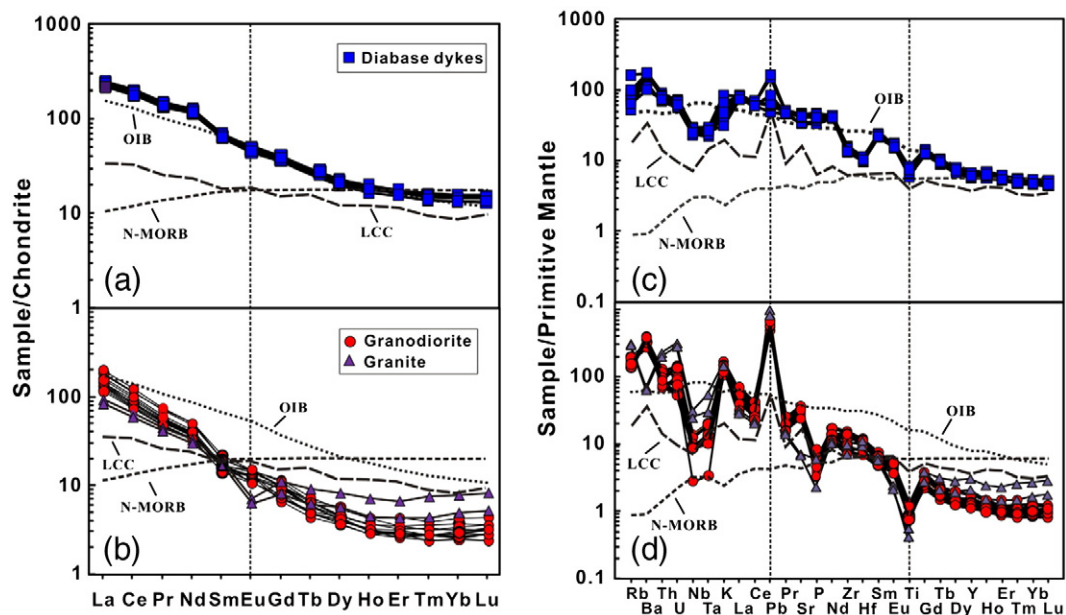 Sample/Chondrite
1000
100
10
1
Diabase dykes
OIB
N-MORB
LCC
(a)
100
10
1
Granodiorite
Granite
OIB
LCC
N-MORB
(b)
La Ce Pr Nd Sm Eu Gd Tb Dy Ho Er Tm Yb Lu
Sample/Primitive Mantle
1000
100
10
1
0.1
Diabase dykes
OIB
LCC
N-MORB
(c)
100
10
1
0.1
OIB
LCC
N-MORB
(d)
Rb Th Nb K Ce Pr P Zr Sm Ti Tb Y Er Yb
Ba U Ta La Pb Sr Nd Hf Eu Gd Dy Ho Tm Lu